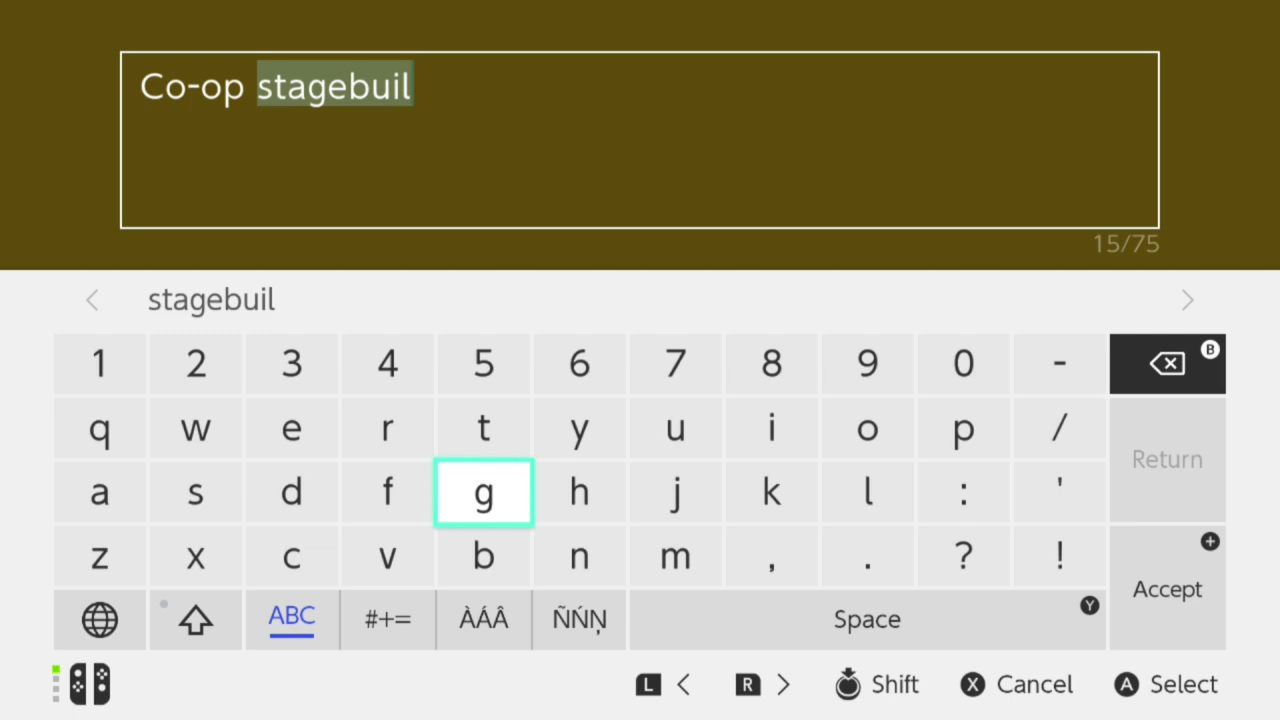 Co-op stagebuil
15/75
stagebuil
1 2 3 4 5 6 7 8 9 0 - B
q w e r t y u i o p /
Return
a s d f g h j k l : '
z x c v b n m , . ? ! +
Accept
ABC #+= ÀÁÂ ÑŃŅ Space Y
L < R > Shift X Cancel A Select